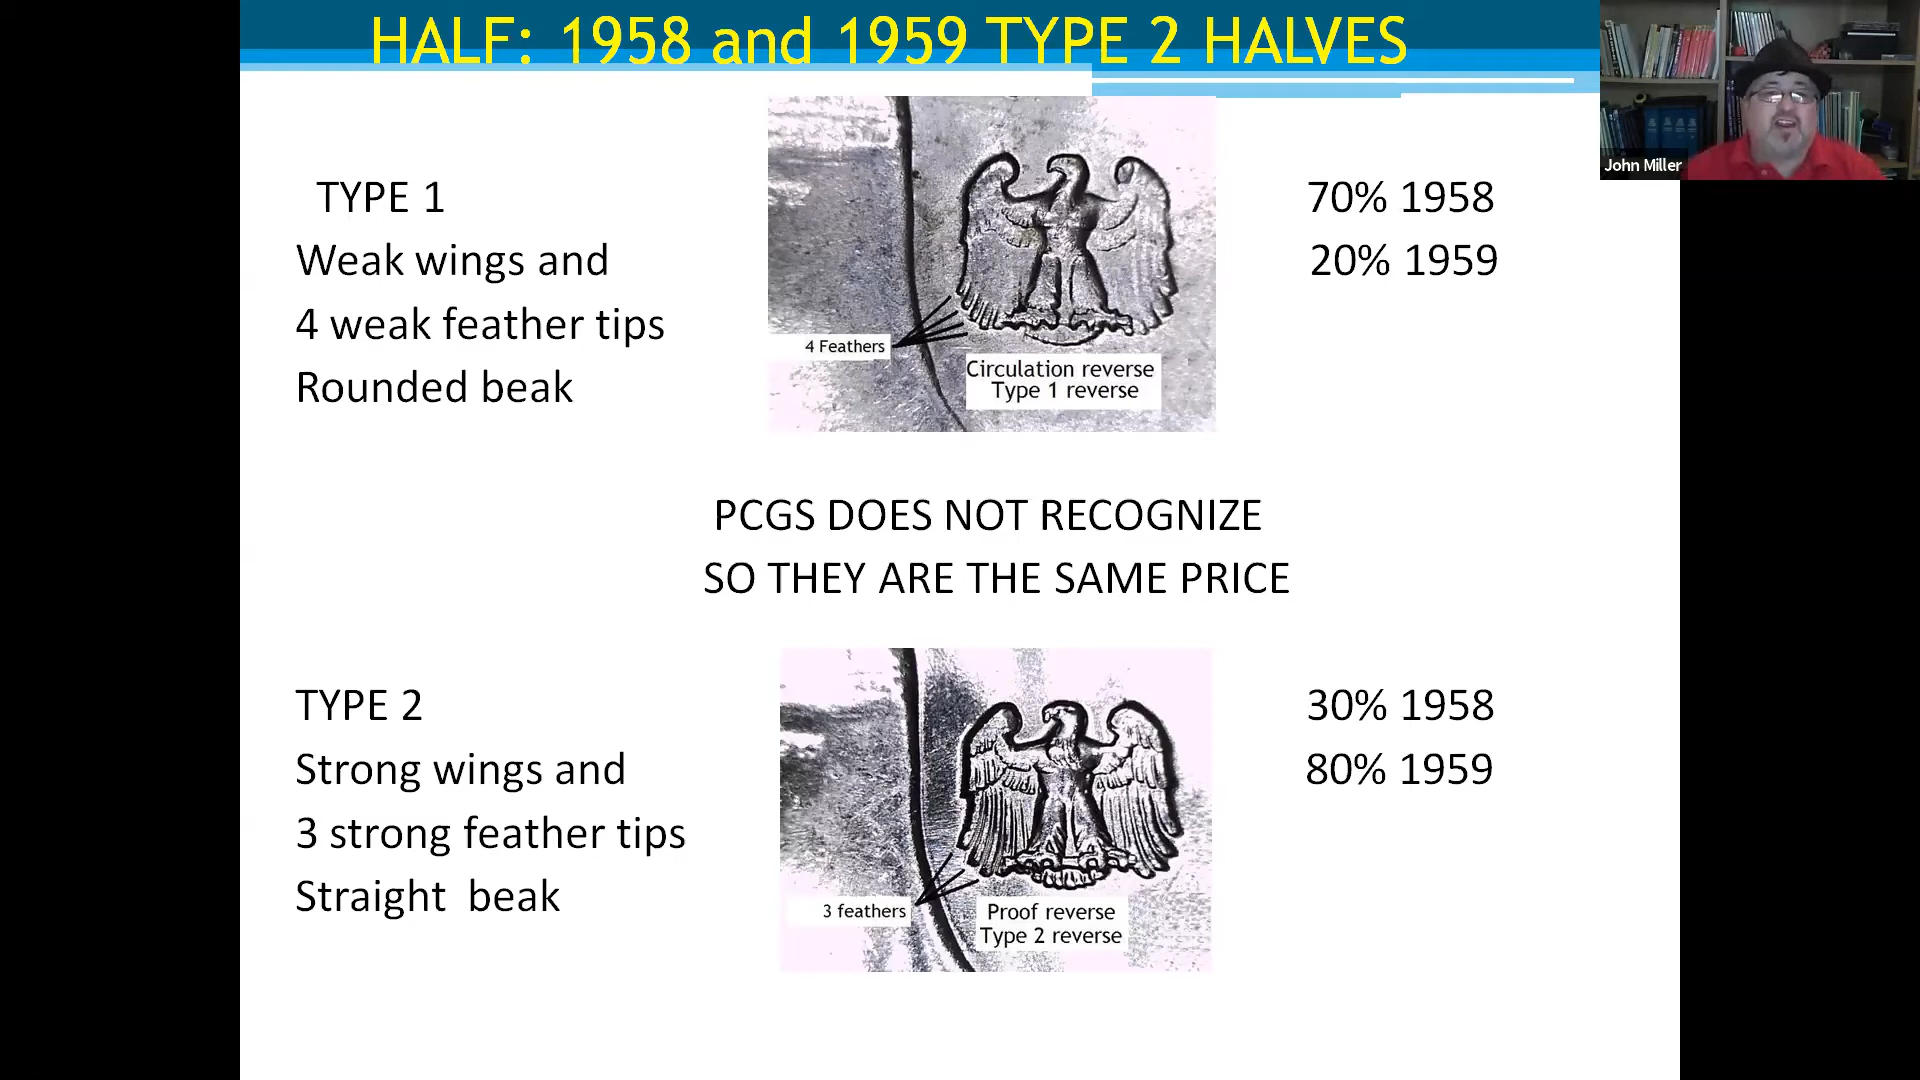 HALF: 1958 and 1959 TYPE 2 HALVES
John Miller
TYPE 1
Weak wings and
4 weak feather tips
Rounded beak
4 Feathers
Circulation reverse
Type 1 reverse
70% 1958
20% 1959
PCGS DOES NOT RECOGNIZE
SO THEY ARE THE SAME PRICE
TYPE 2
Strong wings and
3 strong feather tips
Straight beak
3 feathers
Proof reverse
Type 2 reverse
30% 1958
80% 1959